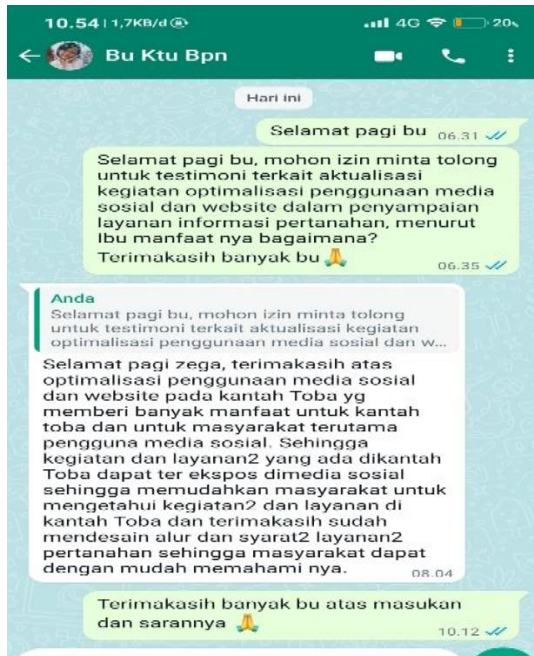 10.54 | 1,7KB/d
4G 20%
Bu Ktu Bpn
Hari ini
Selamat pagi bu 06.31
Selamat pagi bu, mohon izin minta tolong
untuk testimoni terkait aktualisasi
kegiatan optimalisasi penggunaan media
sosial dan website dalam penyampaian
layanan informasi pertanahan, menurut
Ibu manfaat nya bagaimana?
Terimakasih banyak bu🙏
06.35
Anda
Selamat pagi bu, mohon izin minta tolong
untuk testimoni terkait aktualisasi kegiatan
optimalisasi penggunaan media sosial dan w...
Selamat pagi zega, terimakasih atas
optimalisasi penggunaan media sosial
dan website pada kantah Toba yg
memberi banyak manfaat untuk kantah
toba dan untuk masyarakat terutama
pengguna media sosial. Sehingga
kegiatan dan layanan2 yang ada dikantah
Toba dapat ter ekspos dimedia sosial
sehingga memudahkan masyarakat untuk
mengetahui kegiatan2 dan layanan di
kantah Toba dan terimakasih sudah
mendesain alur dan syarat2 layanan2
pertanahan sehingga masyarakat dapat
dengan mudah memahami nya.
08.04
Terimakasih banyak bu atas masukan
dan sarannya 🙏
10.12